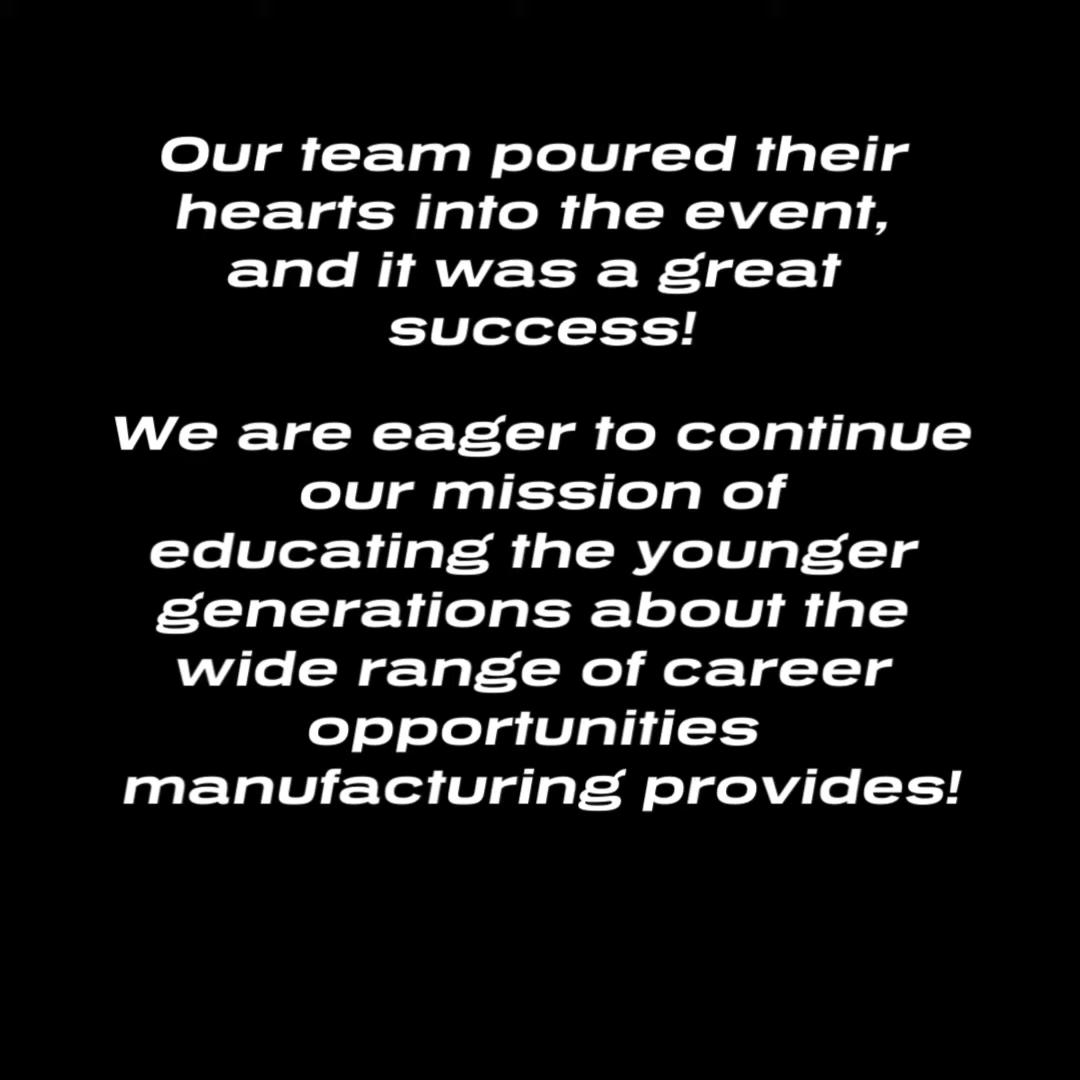 Our team poured their
hearts into the event,
and it was a great
success!
We are eager to continue
our mission of
educating the younger
generations about the
wide range of career
opportunities
manufacturing provides!